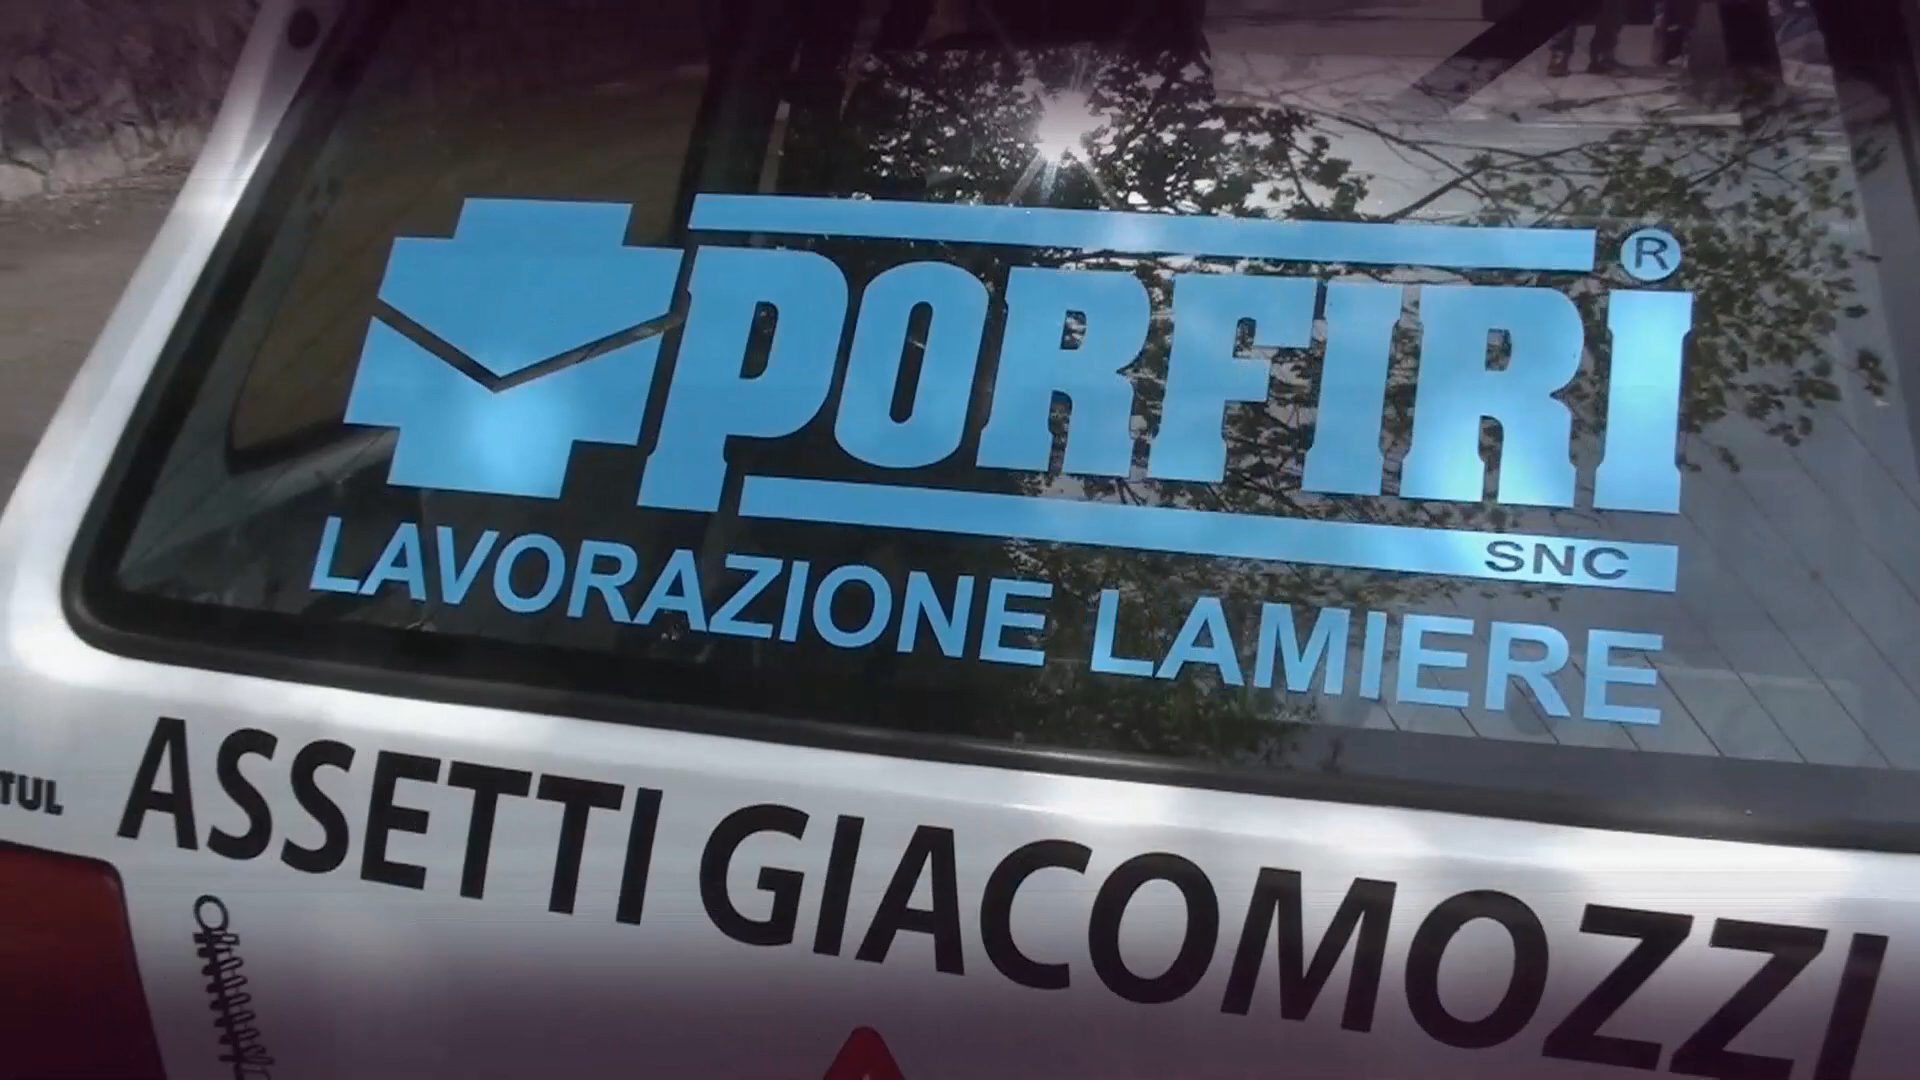 PORFIRI ®
SNC
LAVORAZIONE LAMIERE
ASSETTI GIACOMOZZI